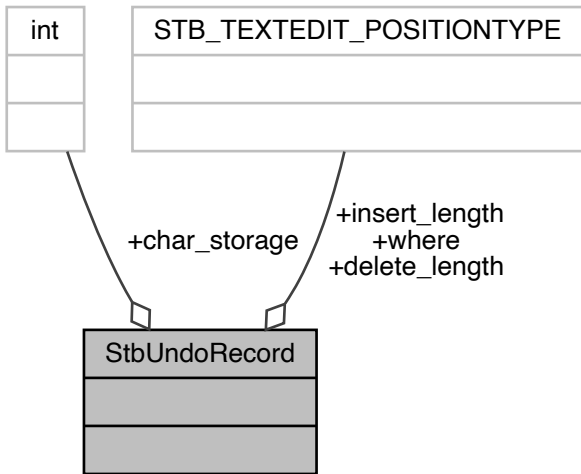 int
STB_TEXTEDIT_POSITIONTYPE
+char_storage
+insert_length
+where
+delete_length
StbUndoRecord